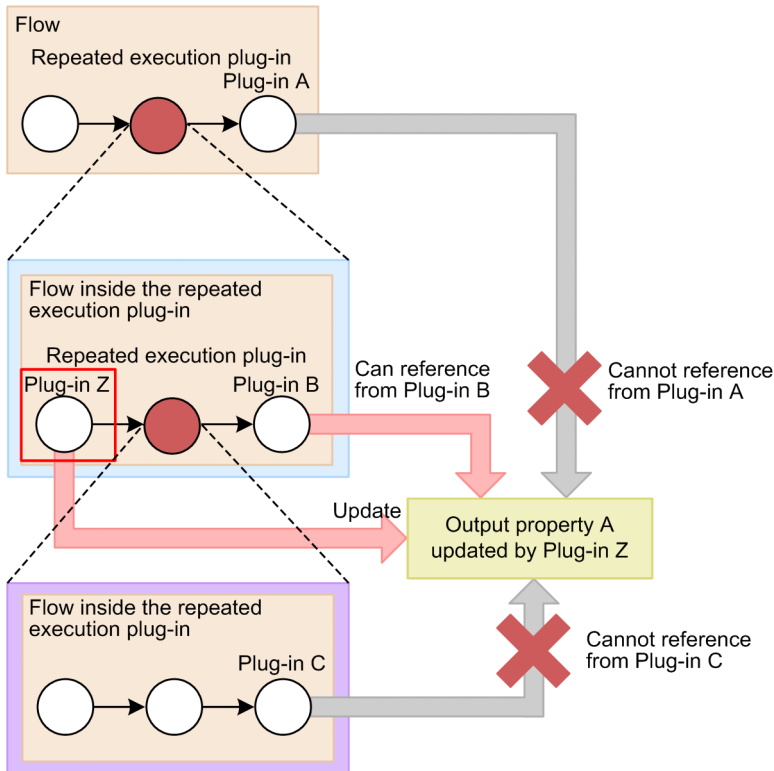 Flow
Repeated execution plug-in
Plug-in A
Flow inside the repeated
execution plug-in
Repeated execution plug-in
Plug-in Z
Plug-in B
Can reference
from Plug-in B
Cannot reference
from Plug-in A
Update
Output property A
updated by Plug-in Z
Flow inside the repeated
execution plug-in
Plug-in C
Cannot reference
from Plug-in C